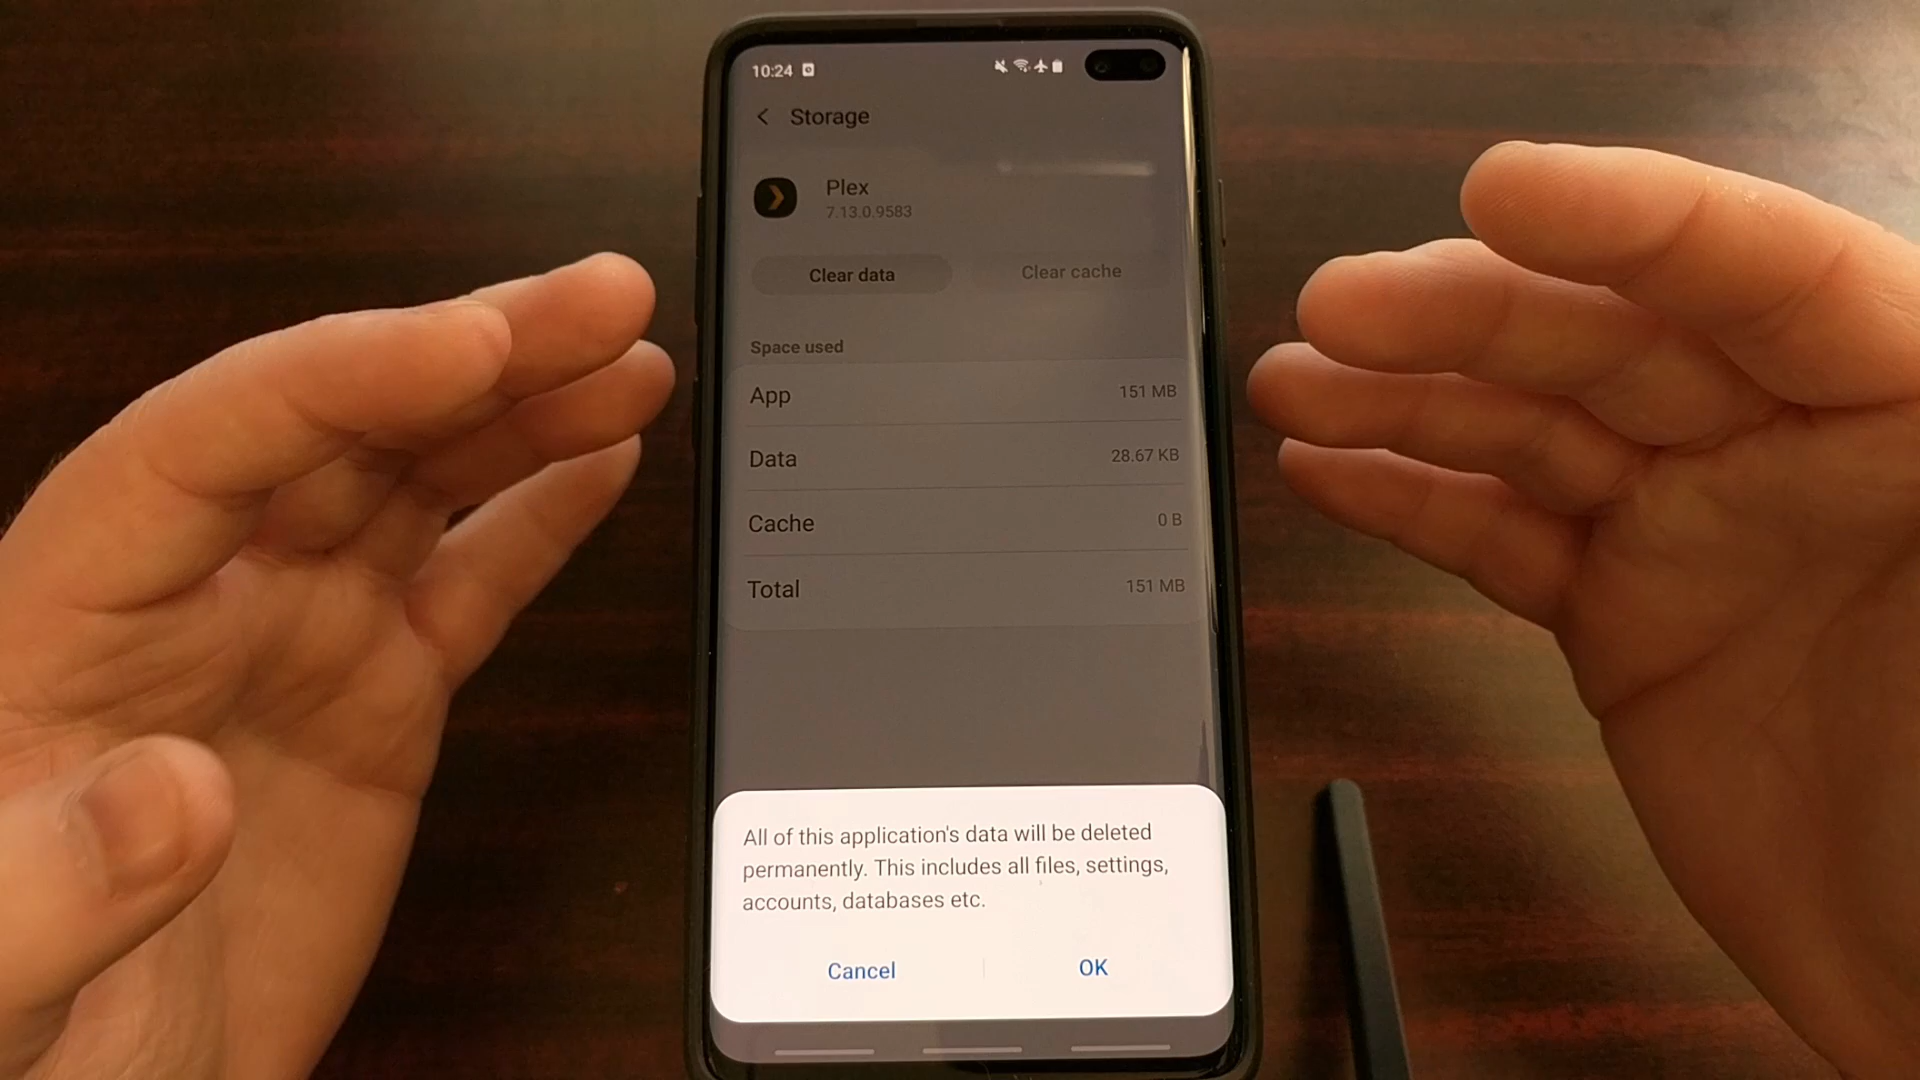 10:24
Storage
Plex
7.13.0.9583
Clear data
Clear cache
Space used
App
151 MB
Data
28.67 KB
Cache
0 B
Total
151 MB
All of this application's data will be deleted
permanently. This includes all files, settings,
accounts, databases etc.
Cancel
OK